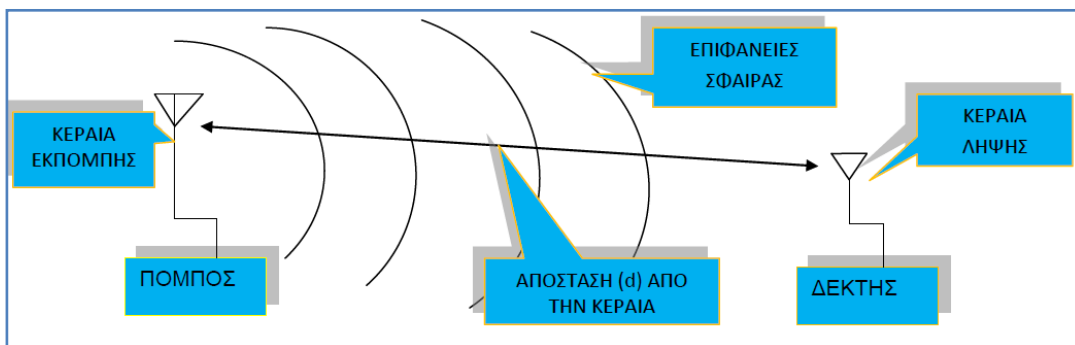 ΕΠΙΦΑΝΕΙΕΣ
ΣΦΑΙΡΑΣ
ΚΕΡΑΙΑ
ΕΚΠΟΜΠΗΣ
ΚΕΡΑΙΑ
ΛΗΨΗΣ
ΠΟΜΠΟΣ
ΑΠΟΣΤΑΣΗ (d) ΑΠΟ
ΤΗΝ ΚΕΡΑΙΑ
ΔΕΚΤΗΣ